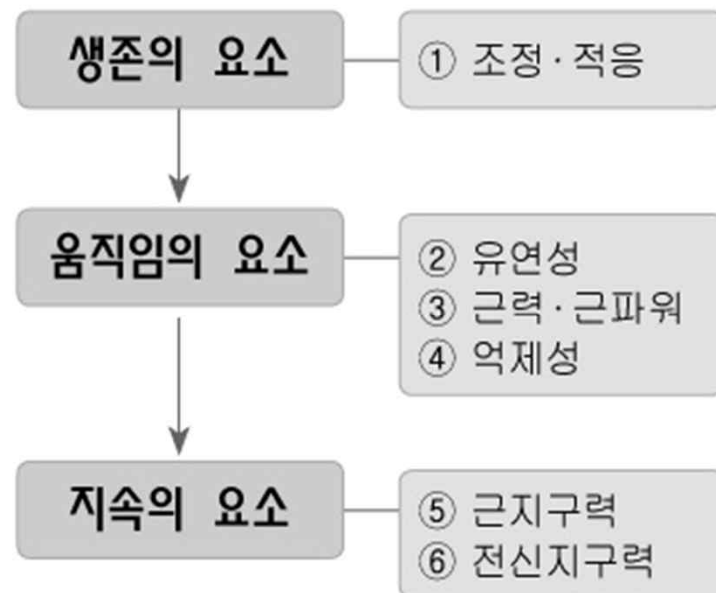 생존의 요소
① 조정·적응
움직임의 요소
② 유연성
③ 근력·근파워
④ 억제성
지속의 요소
⑤ 근지구력
⑥ 전신지구력